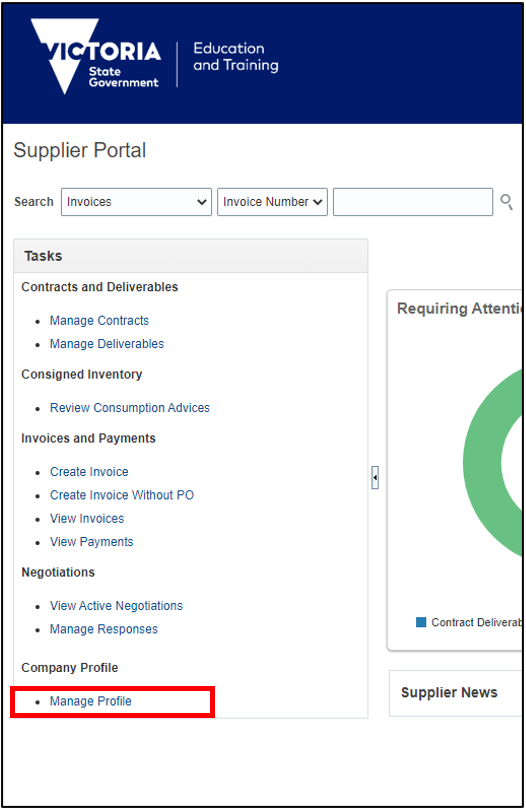 VICTORIA
State
Government
Education
and Training
Supplier Portal
Search Invoices Invoice Number
Tasks
Contracts and Deliverables
Manage Contracts
Manage Deliverables
Consigned Inventory
Review Consumption Advices
Invoices and Payments
Create Invoice
Create Invoice Without PO
View Invoices
View Payments
Negotiations
View Active Negotiations
Manage Responses
Company Profile
Manage Profile
Requiring Attenti
Contract Deliverab
Supplier News